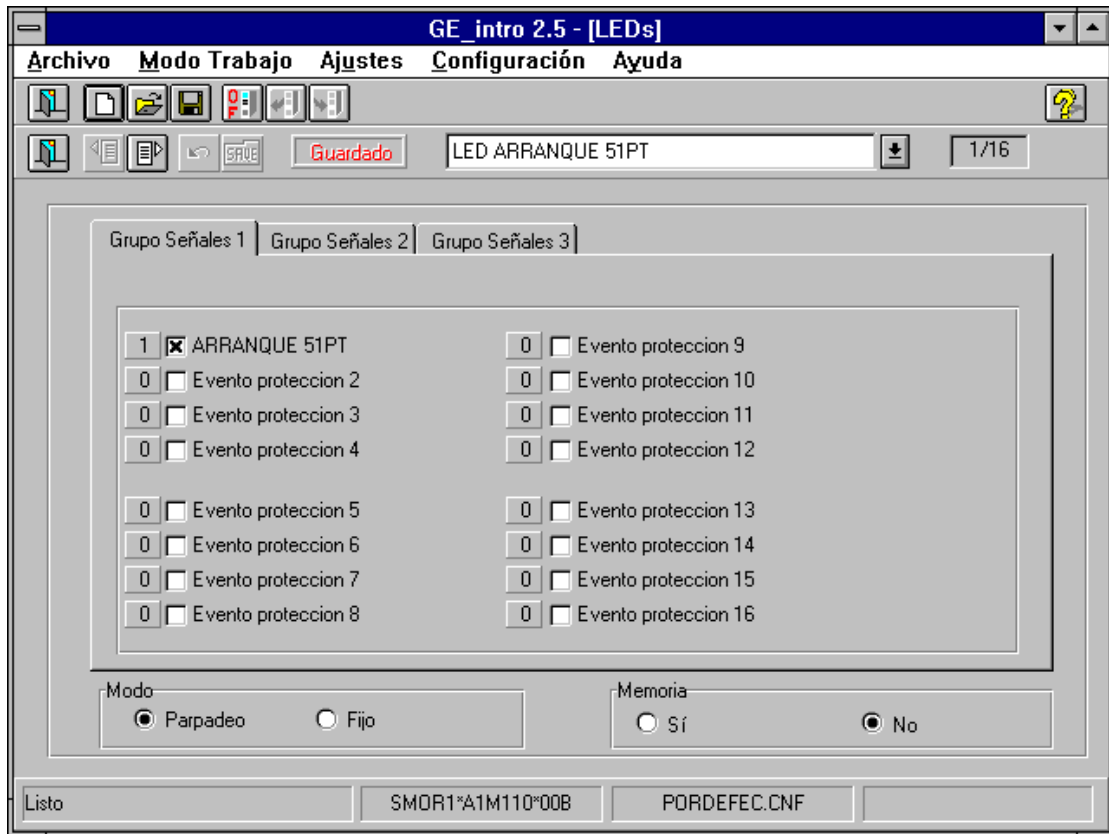 GE_intro 2.5 - [LEDs]
Archivo Modo Trabajo Ajustes Configuración Ayuda
SAVE Guardado LED ARRANQUE 51PT 1/16
Grupo Señales 1 Grupo Señales 2 Grupo Señales 3
1 ARRANQUE 51PT 0 Evento proteccion 9
0 Evento proteccion 2 0 Evento proteccion 10
0 Evento proteccion 3 0 Evento proteccion 11
0 Evento proteccion 4 0 Evento proteccion 12
0 Evento proteccion 5 0 Evento proteccion 13
0 Evento proteccion 6 0 Evento proteccion 14
0 Evento proteccion 7 0 Evento proteccion 15
0 Evento proteccion 8 0 Evento proteccion 16
Modo Memoria
Parpadeo Fijo Sí No
Listo SMOR1*A1M110*00B PORDEFEC.CNF